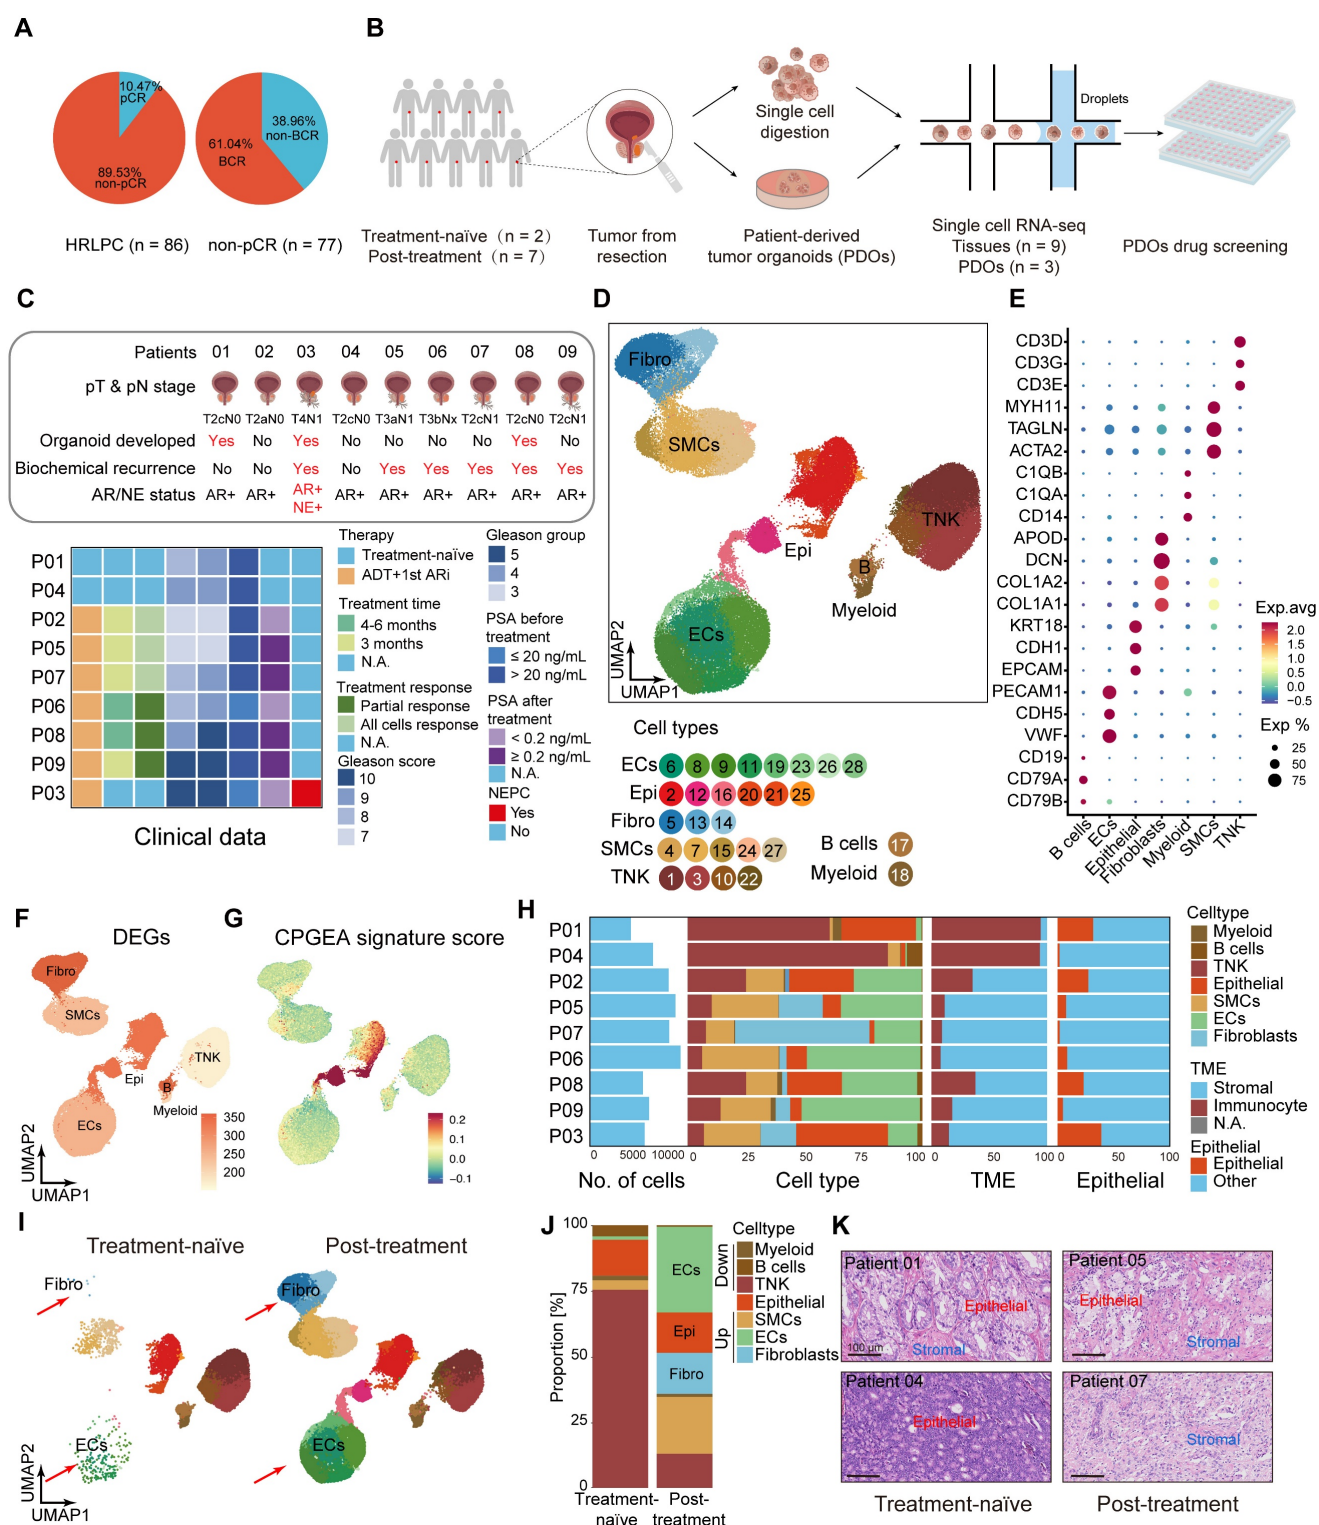 A
10.47%
pCR
89.53%
non-pCR
HRLPC (n = 86)
38.96%
non-BCR
61.04%
BCR
non-pCR (n = 77)
B
Treatment-naïve (n = 2)
Post-treatment (n = 7)
Tumor from
resection
Single cell
digestion
Patient-derived
tumor organoids (PDOs)
Droplets
Single cell RNA-seq
Tissues (n = 9)
PDOs (n = 3)
PDOs drug screening
C
Patients 01 02 03 04 05 06 07 08 09
pT & pN stage
T2cN0 T2aN0 T4N1 T2cN0 T3aN1 T3bNx T2cN1 T2cN0 T2cN1
Organoid developed Yes No Yes No No No No Yes No
Biochemical recurrence No No Yes No Yes Yes Yes Yes Yes
AR/NE status AR+ AR+ AR+ AR+ AR+ AR+ AR+ AR+ AR+
NE+
P01
P04
P02
P05
P07
P06
P08
P09
P03
Clinical data
Therapy
Treatment-naïve
ADT+1st ARi
Treatment time
4-6 months
3 months
N.A.
Treatment response
Partial response
All cells response
N.A.
Gleason score
10
9
8
7
Gleason group
5
4
3
PSA before
treatment
≤ 20 ng/mL
> 20 ng/mL
PSA after
treatment
< 0.2 ng/mL
≥ 0.2 ng/mL
N.A.
NEPC
Yes
No
D
Fibro
SMCs
Epi
TNK
B
Myeloid
ECs
UMAP2
UMAP1
Cell types
ECs 6 8 9 11 19 23 26 28
Epi 2 12 16 20 21 25
Fibro 5 13 14
SMCs 4 7 15 24 27
TNK 1 3 10 22
B cells 17
Myeloid 18
E
CD3D
CD3G
CD3E
MYH11
TAGLN
ACTA2
C1QB
C1QA
CD14
APOD
DCN
COL1A2
COL1A1
KRT18
CDH1
EPCAM
PECAM1
CDH5
VWF
CD19
CD79A
CD79B
B cells
ECs
Epithelial
Fibroblasts
Myeloid
SMCs
TNK
Exp.avg
2.0
1.5
1.0
0.5
0.0
−0.5
Exp %
25
50
75
F
DEGs
Fibro
SMCs
Epi
TNK
B
Myeloid
ECs
350
300
250
200
UMAP2
UMAP1
G
CPGEA signature score
0.2
0.1
0.0
−0.1
H
P01
P04
P02
P05
P07
P06
P08
P09
P03
0 5000 10000
No. of cells
0 25 50 75 100
Cell type
0 50 100
TME
0 50 100
Epithelial
Celltype
Myeloid
B cells
TNK
Epithelial
SMCs
ECs
Fibroblasts
TME
Stromal
Immunocyte
N.A.
Epithelial
Epithelial
Other
I
Treatment-naïve
Post-treatment
Fibro
ECs
Fibro
ECs
UMAP2
UMAP1
J
Proportion [%]
100
75
50
25
0
ECs
Epi
Fibro
Treatment-
naïve
Post-
treatment
Celltype
Down
Up
Myeloid
B cells
TNK
Epithelial
SMCs
ECs
Fibroblasts
K
Patient 01
Epithelial
100 μm
Stromal
Patient 05
Epithelial
Stromal
Patient 04
Epithelial
Patient 07
Stromal
Treatment-naïve
Post-treatment